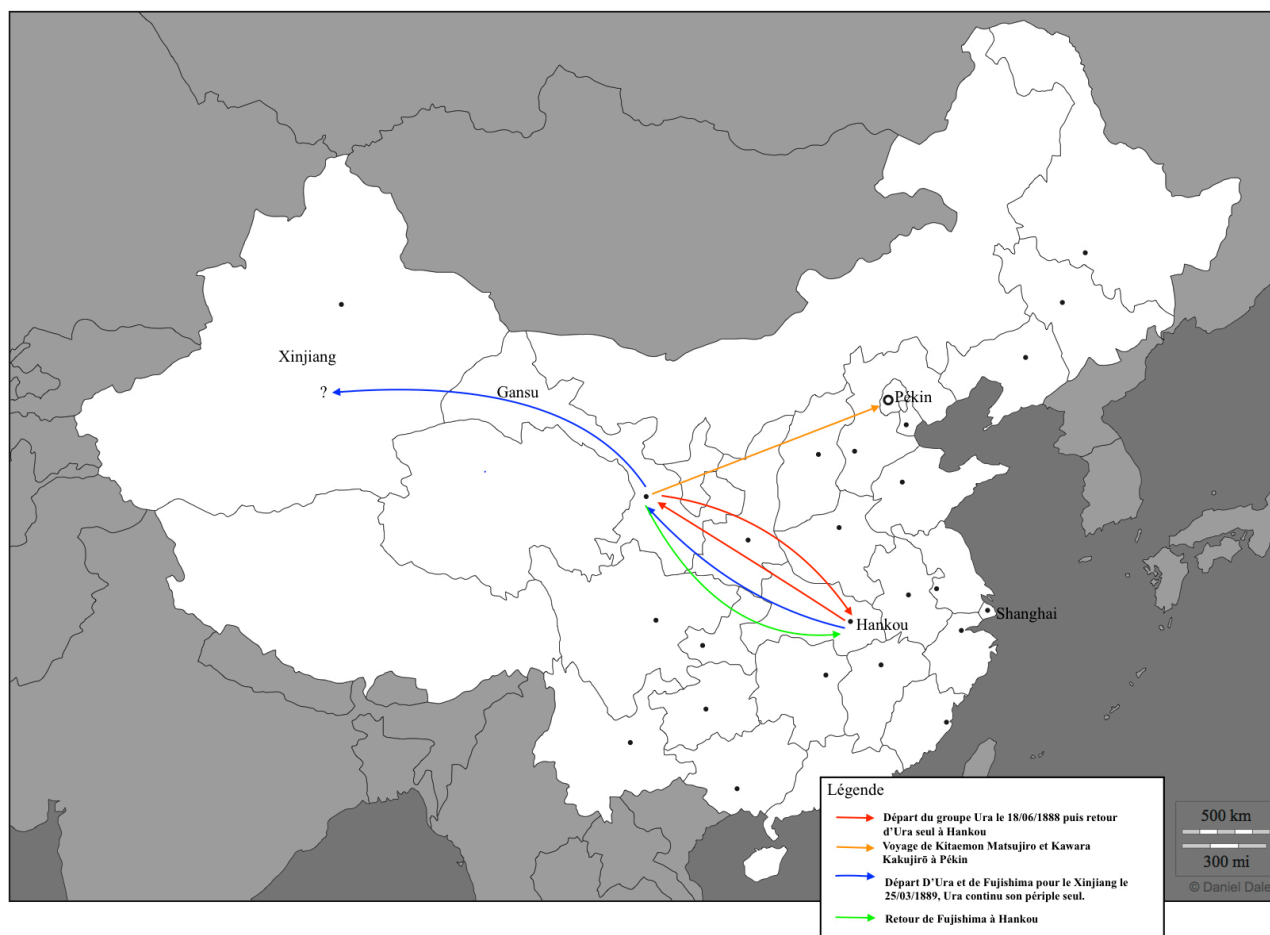 Xinjiang
?
Gansu
Pékin
Hankou
Shanghai
Légende
Départ du groupe Ura le 18/06/1888 puis retour
d'Ura seul à Hankou
Voyage de Kitaemon Matsujiro et Kawara
Kakujirō à Pékin
Départ D'Ura et de Fujishima pour le Xinjiang le
25/03/1889, Ura continu son périple seul.
Retour de Fujishima à Hankou
500 km
300 mi
© Daniel Dale